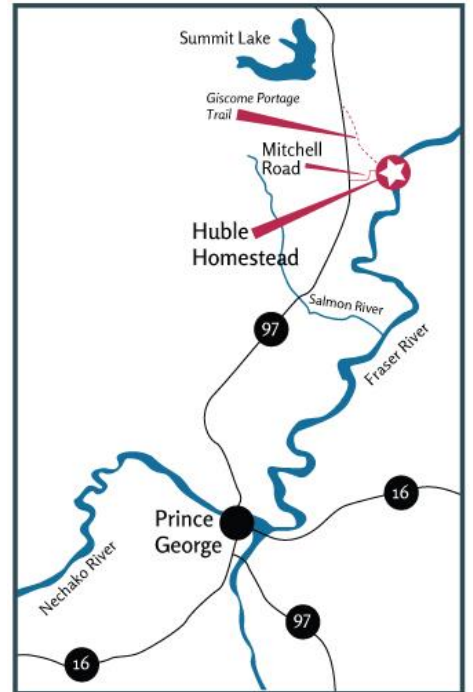 Summit Lake
Giscome Portage
Trail
Mitchell
Road
Huble
Homestead
Salmon River
97
Fraser River
16
Prince
George
Nechako River
97
16